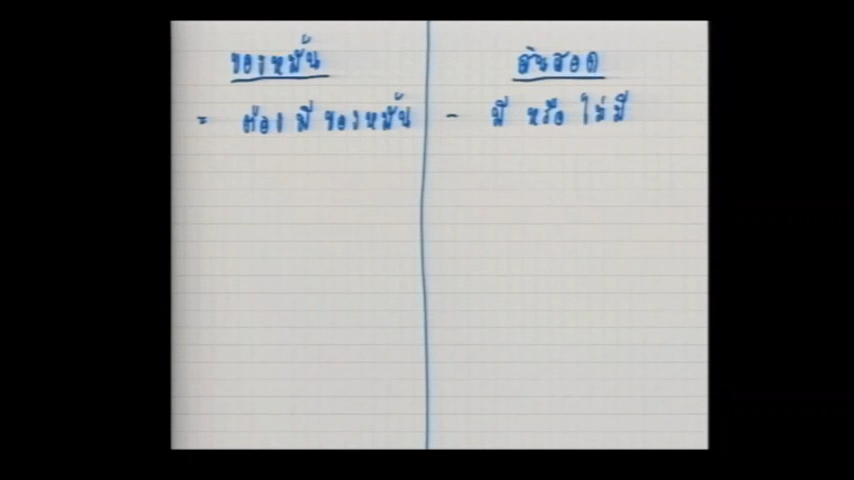 ของหมั้น
สินสอด
- ต้องมีของหมั้น
- มี หรือ ไม่มี